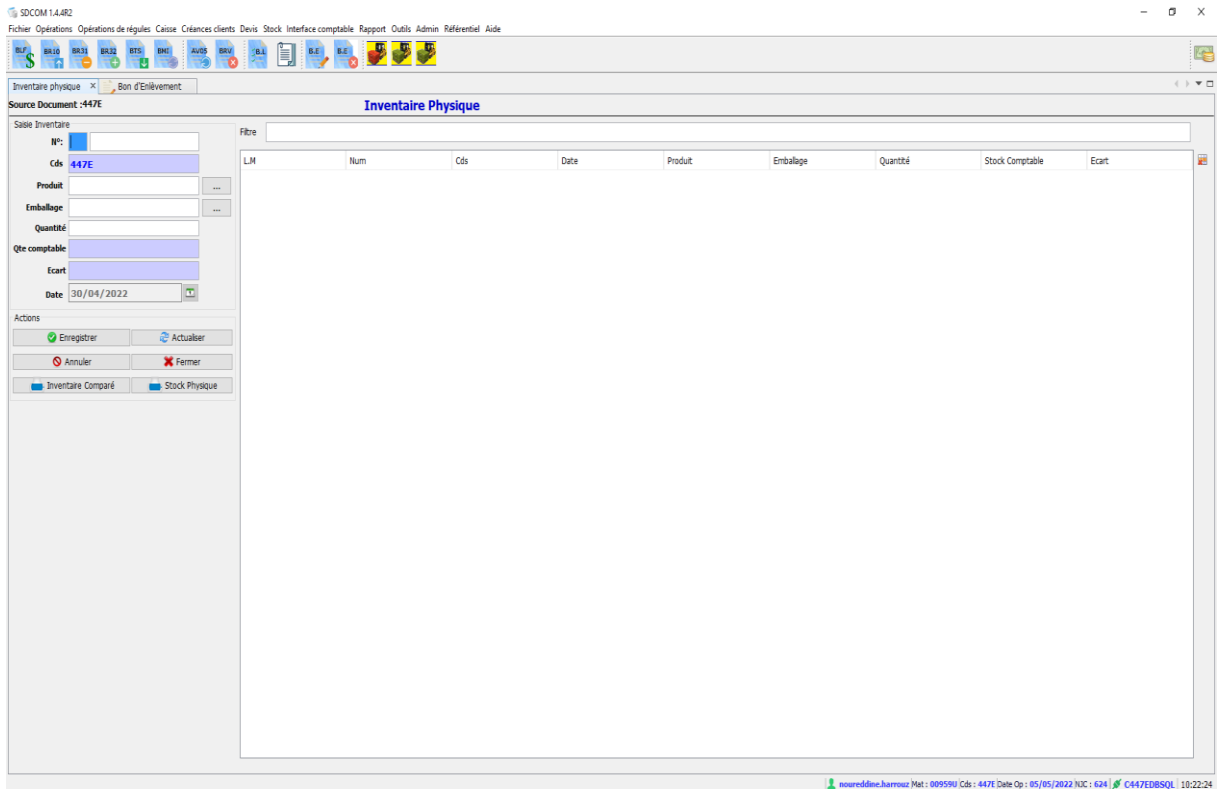 SDCOM 1.4.4R2
Fichier Opérations Opérations de régules Caisse Créances clients Devis Stock Interface comptable Rapport Outils Admin Référentiel Aide
BLF BR10 BR31 BR32 BTS BMI AV05 BRV B.L B.E B.E
Inventaire physique X Bon d'Enlèvement
Source Document :447E
Inventaire Physique
Saisie Inventaire
Filtre
N°:
Cds 447E
L.M Num Cds Date Produit Emballage Quantité Stock Comptable Ecart
Produit ...
Emballage ...
Quantité
Qte comptable
Ecart
Date 30/04/2022
Actions
Enregistrer Actualiser
Annuler Fermer
Inventaire Comparé Stock Physique
noureddine.harrouz Mat : 00959U Cds : 447E Date Op : 05/05/2022 NJC : 624 C447EDBSQL 10:22:24